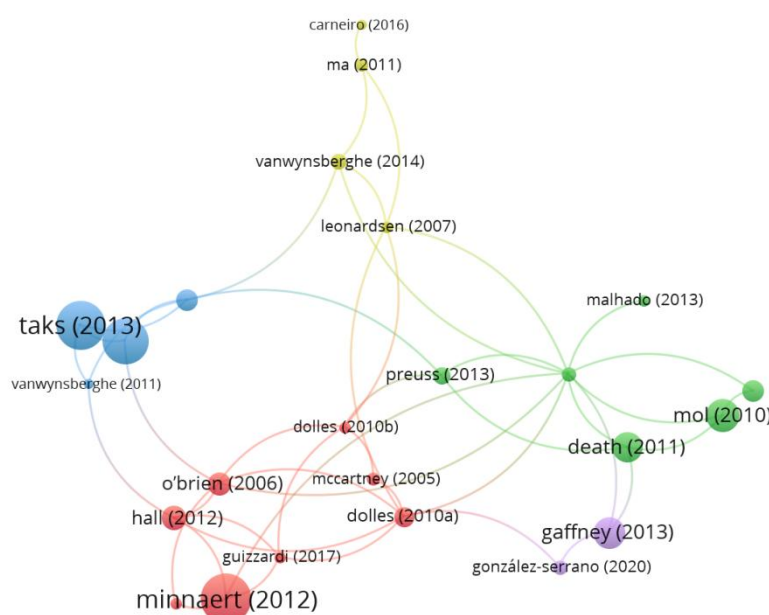 carneiro (2016)
ma (2011)
vanwynsberghe (2014)
leonardsen (2007)
malhado (2013)
taks (2013)
vanwynsberghe (2011)
preuss (2013)
mol (2010)
dolles (2010b)
death (2011)
o'brien (2006)
mccartney (2005)
hall (2012)
dolles (2010a)
gaffney (2013)
guizzardi (2017)
gonzález-serrano (2020)
minnaert (2012)